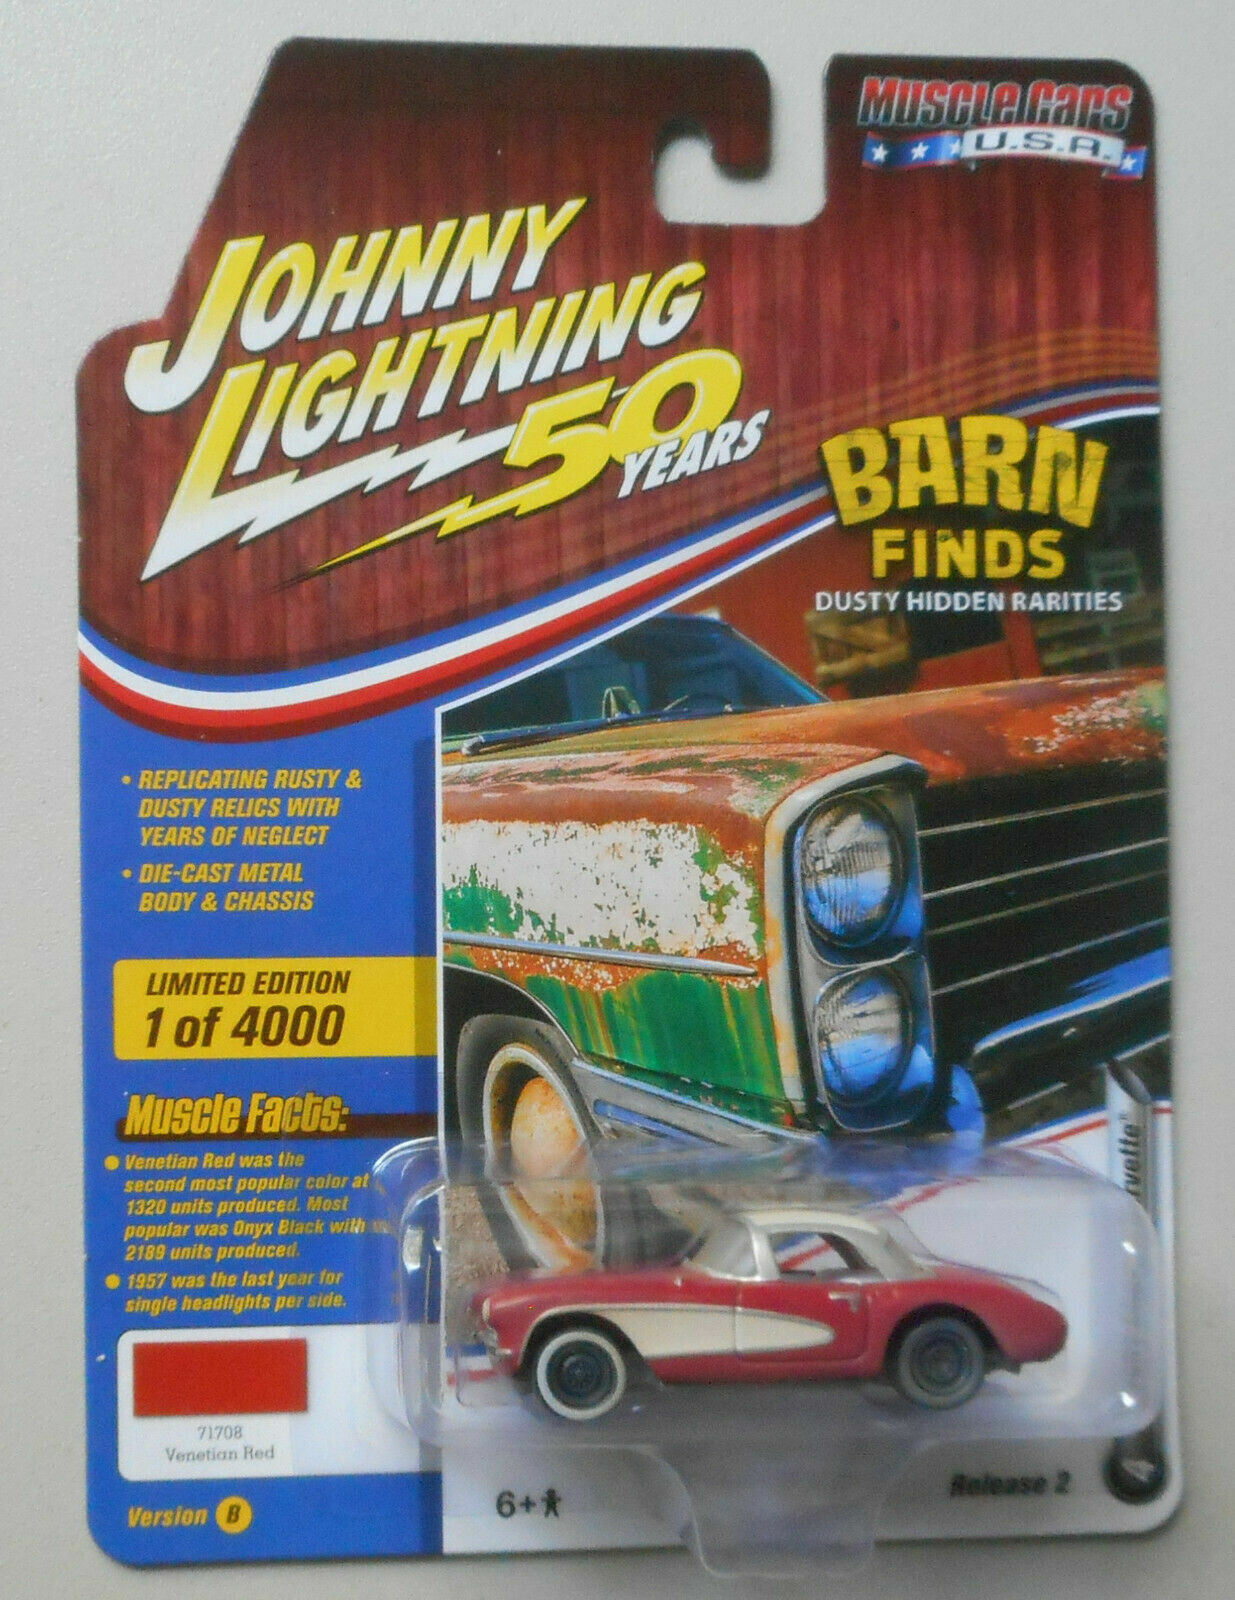 MUSCLE CARS
U.S.A.
JOHNNY
LIGHTNING
50
YEARS
BARN
FINDS
DUSTY HIDDEN RARITIES
• REPLICATING RUSTY &
DUSTY RELICS WITH
YEARS OF NEGLECT
• DIE-CAST METAL
BODY & CHASSIS
LIMITED EDITION
1 of 4000
Muscle Facts:
Venetian Red was the
second most popular color at
1320 units produced. Most
popular was Onyx Black with
2189 units produced.
1957 was the last year for
single headlights per side.
71708
Venetian Red
Version B
6+
Release 2
4